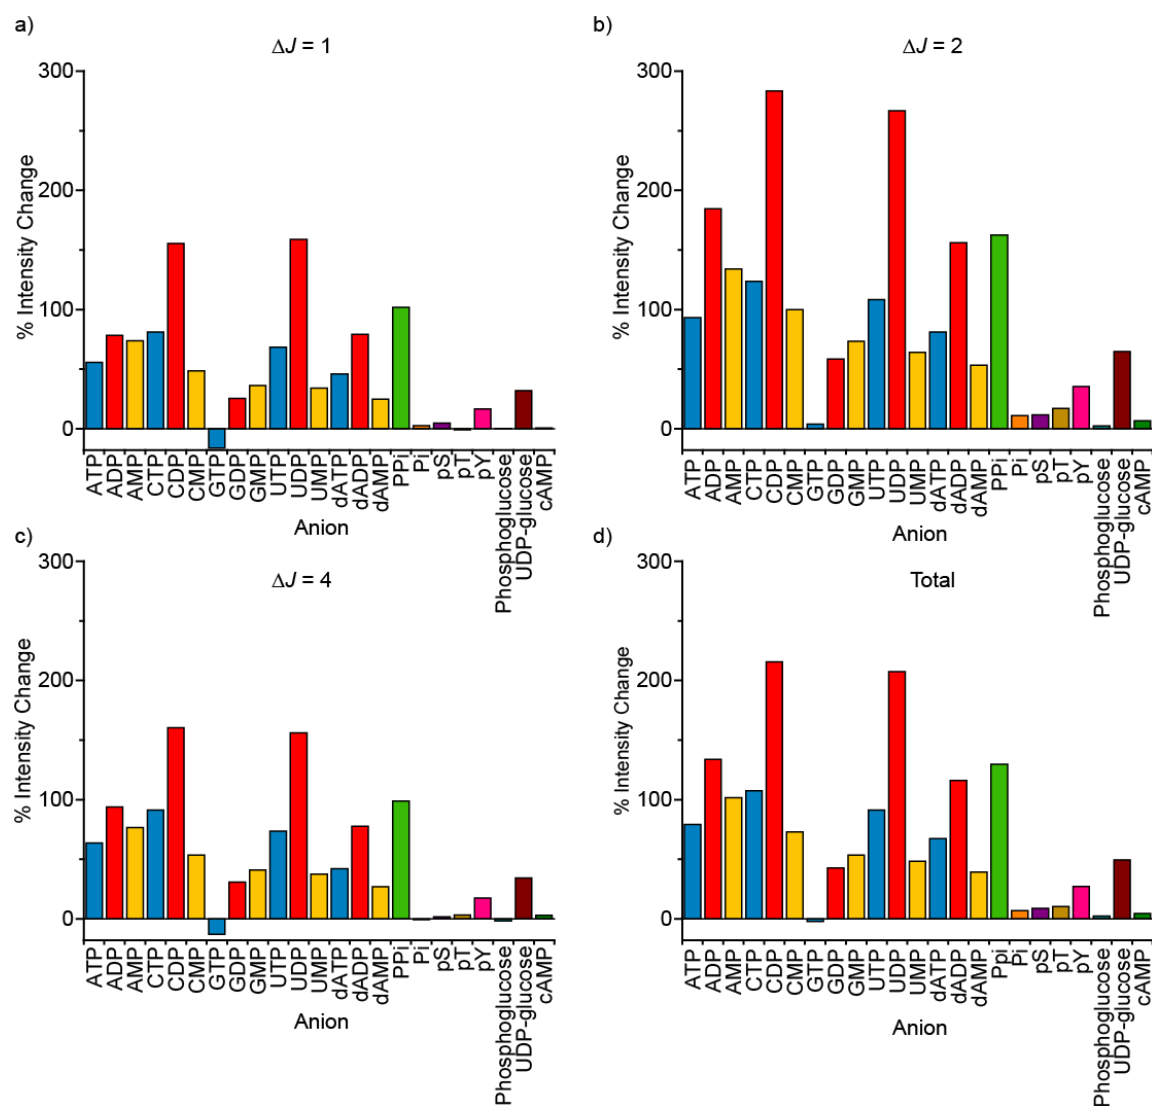 a)
ΔJ = 1
300
200
100
0
% Intensity Change
ATP
ADP
AMP
CTP
CDP
CMP
GTP
GDP
GMP
UTP
UDP
UMP
dATP
dADP
dAMP
PPi
Pi
pS
pT
pY
Phosphoglucose
UDP-glucose
cAMP
Anion
b)
ΔJ = 2
300
200
100
0
% Intensity Change
ATP
ADP
AMP
CTP
CDP
CMP
GTP
GDP
GMP
UTP
UDP
UMP
dATP
dADP
dAMP
PPi
Pi
pS
pT
pY
Phosphoglucose
UDP-glucose
cAMP
Anion
c)
ΔJ = 4
300
200
100
0
% Intensity Change
ATP
ADP
AMP
CTP
CDP
CMP
GTP
GDP
GMP
UTP
UDP
UMP
dATP
dADP
dAMP
PPi
Pi
pS
pT
pY
Phosphoglucose
UDP-glucose
cAMP
Anion
d)
Total
300
200
100
0
% Intensity Change
ATP
ADP
AMP
CTP
CDP
CMP
GTP
GDP
GMP
UTP
UDP
UMP
dATP
dADP
dAMP
Ppi
Pi
pS
pT
pY
Phosphoglucose
UDP-glucose
cAMP
Anion